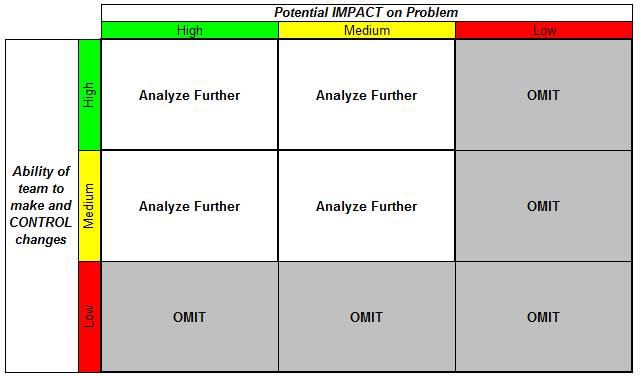 Potential IMPACT on Problem
High Medium Low
High
Analyze Further Analyze Further OMIT
Ability of
team to
make and
CONTROL
changes
Medium
Analyze Further Analyze Further OMIT
Low
OMIT OMIT OMIT